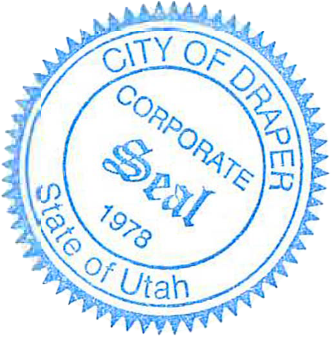 CITY OF DRAPER
CORPORATE
Seal
1978
State of Utah